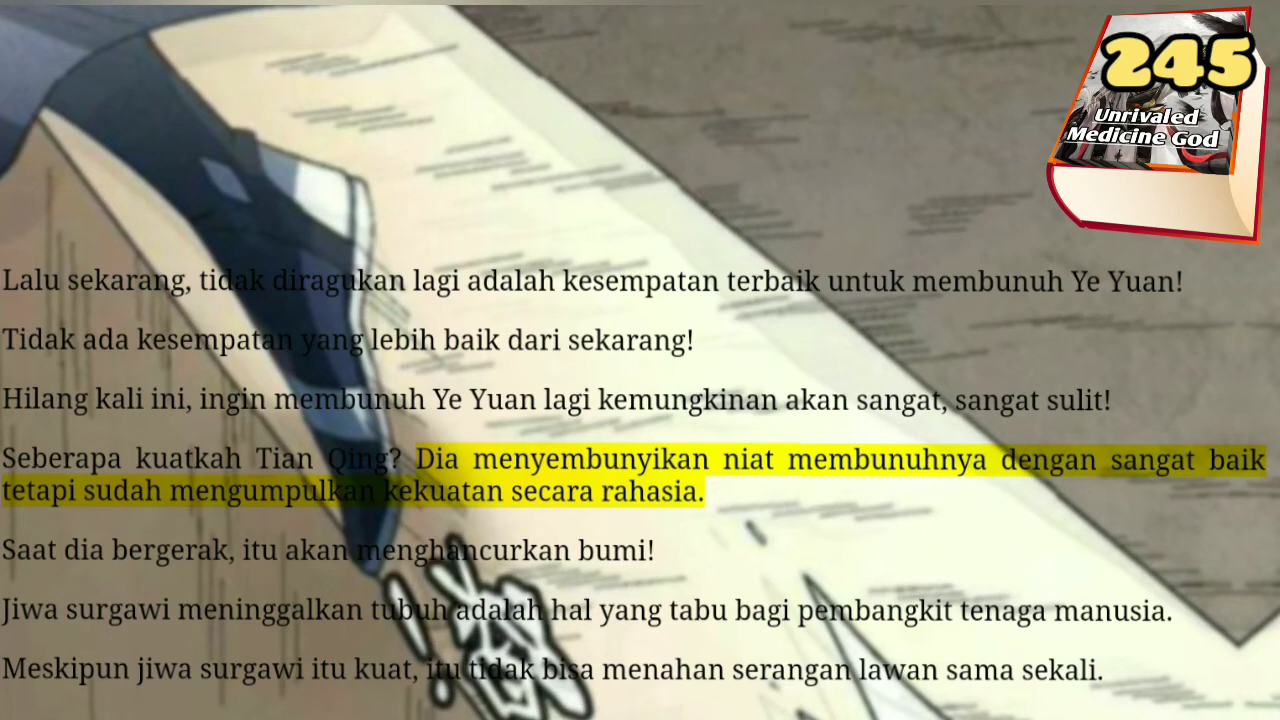 245
Unrivaled
Medicine God
Lalu sekarang, tidak diragukan lagi adalah kesempatan terbaik untuk membunuh Ye Yuan!
Tidak ada kesempatan yang lebih baik dari sekarang!
Hilang kali ini, ingin membunuh Ye Yuan lagi kemungkinan akan sangat, sangat sulit!
Seberapa kuatkah Tian Qing? Dia menyembunyikan niat membunuhnya dengan sangat baik
tetapi sudah mengumpulkan kekuatan secara rahasia.
Saat dia bergerak, itu akan menghancurkan bumi!
Jiwa surgawi meninggalkan tubuh adalah hal yang tabu bagi pembangkit tenaga manusia.
Meskipun jiwa surgawi itu kuat, itu tidak bisa menahan serangan lawan sama sekali.